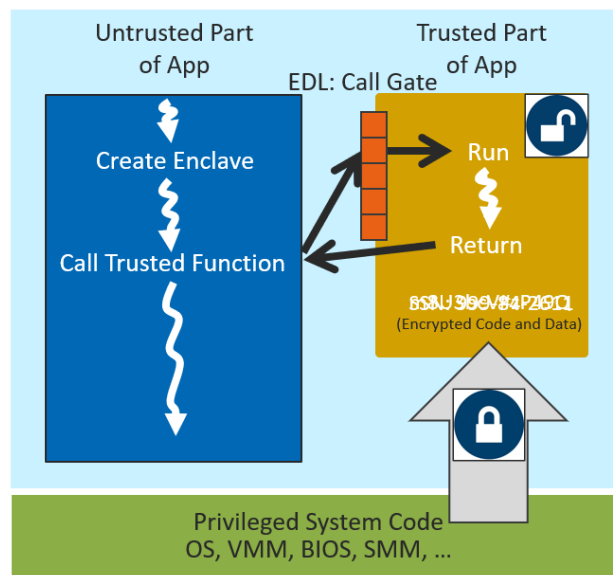 Untrusted Part
of App
Trusted Part
of App
EDL: Call Gate
Create Enclave
Call Trusted Function
Run
Return
(Encrypted Code and Data)
Privileged System Code
OS, VMM, BIOS, SMM, …